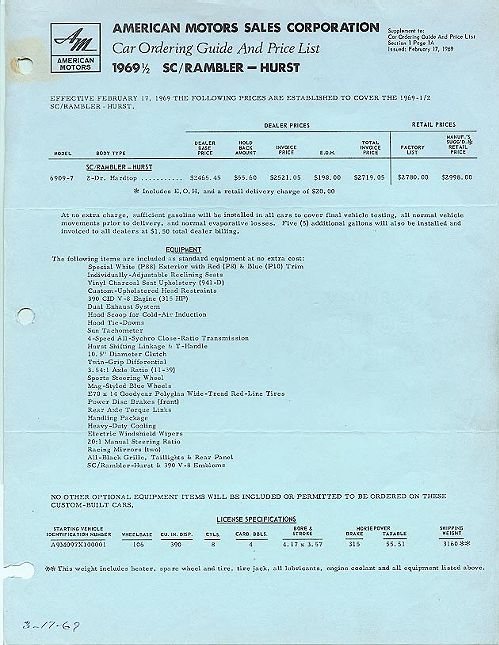 AM
AMERICAN
MOTORS
AMERICAN MOTORS SALES CORPORATION
Car Ordering Guide And Price List
1969½ SC/RAMBLER — HURST
Supplement to:
Car Ordering Guide And Price List
Section 1 Page 1A
Issued: February 17, 1969
EFFECTIVE FEBRUARY 17, 1969 THE FOLLOWING PRICES ARE ESTABLISHED TO COVER THE 1969-1/2
SC/RAMBLER - HURST.
DEALER PRICES RETAIL PRICES
MODEL BODY TYPE DEALER BASE PRICE HOLD BACK AMOUNT INVOICE PRICE E.O.H. TOTAL INVOICE PRICE FACTORY LIST MANUF.'S SUGG'D.* RETAIL PRICE
SC/RAMBLER - HURST
6909-7 2-Dr. Hardtop ............ $2465.45 $55.60 $2521.05 $198.00 $2719.05 $2780.00 $2998.00
* Includes E, O, H, and a retail delivery charge of $20.00
At no extra charge, sufficient gasoline will be installed in all cars to cover final vehicle testing, all normal vehicle
movements prior to delivery, and normal evaporative losses. Five (5) additional gallons will also be installed and
invoiced to all dealers at $1.50 total dealer billing.
EQUIPMENT
The following items are included as standard equipment at no extra cost:
Special White (P88) Exterior with Red (P8) & Blue (P10) Trim
Individually-Adjustable Reclining Seats
Vinyl Charcoal Seat Upholstery (941-D)
Custom-Upholstered Head Restraints
390 CID V-8 Engine (315 HP)
Dual Exhaust System
Hood Scoop for Cold-Air Induction
Hood Tie-Downs
Sun Tachometer
4-Speed All-Sychro Close-Ratio Transmission
Hurst Shifting Linkage & T-Handle
10.5" Diameter Clutch
Twin-Grip Differential
3.54:1 Axle Ratio (11-39)
Sports Steering Wheel
Mag-Styled Blue Wheels
E70 x 14 Goodyear Polyglas Wide-Tread Red-Line Tires
Power Disc Brakes (front)
Rear Axle Torque Links
Handling Package
Heavy-Duty Cooling
Electric Windshield Wipers
20:1 Manual Steering Ratio
Racing Mirrors (two)
All-Black Grille, Taillights & Rear Panel
SC/Rambler-Hurst & 390 V-8 Emblems
NO OTHER OPTIONAL EQUIPMENT ITEMS WILL BE INCLUDED OR PERMITTED TO BE ORDERED ON THESE
CUSTOM-BUILT CARS.
LICENSE SPECIFICATIONS
STARTING VEHICLE IDENTIFICATION NUMBER WHEELBASE CU. IN. DISP. CYLS. CARB. BBLS. BORE & STROKE HORSEPOWER BRAKE TAXABLE SHIPPING WEIGHT
A9M097X100001 106 390 8 4 4.17 x 3.57 315 55.51 3160**
** This weight includes heater, spare wheel and tire, tire jack, all lubricants, engine coolant and all equipment listed above.
3-17-69